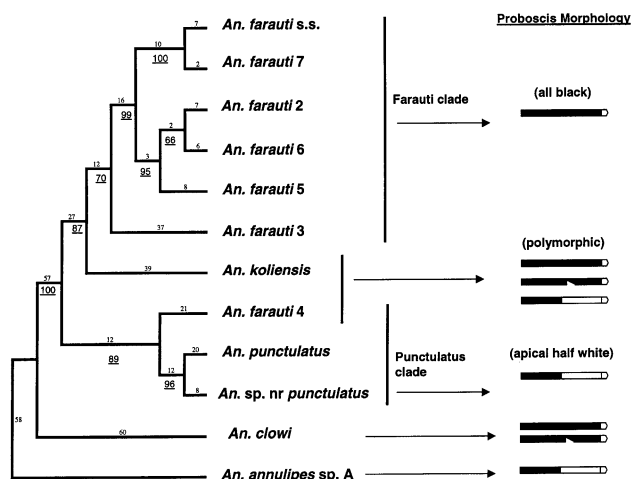 Proboscis Morphology
7 An. farauti s.s.
10
100
2 An. farauti 7
16
99
7 An. farauti 2
2
66
6 An. farauti 6
3
95
8 An. farauti 5
12
70
37 An. farauti 3
Farauti clade
(all black)
27
87
39 An. koliensis
(polymorphic)
57
100
21 An. farauti 4
12
89
20 An. punctulatus
12
96
8 An. sp. nr punctulatus
Punctulatus
clade
(apical half white)
60 An. clowi
58
An. annulipes sp. A